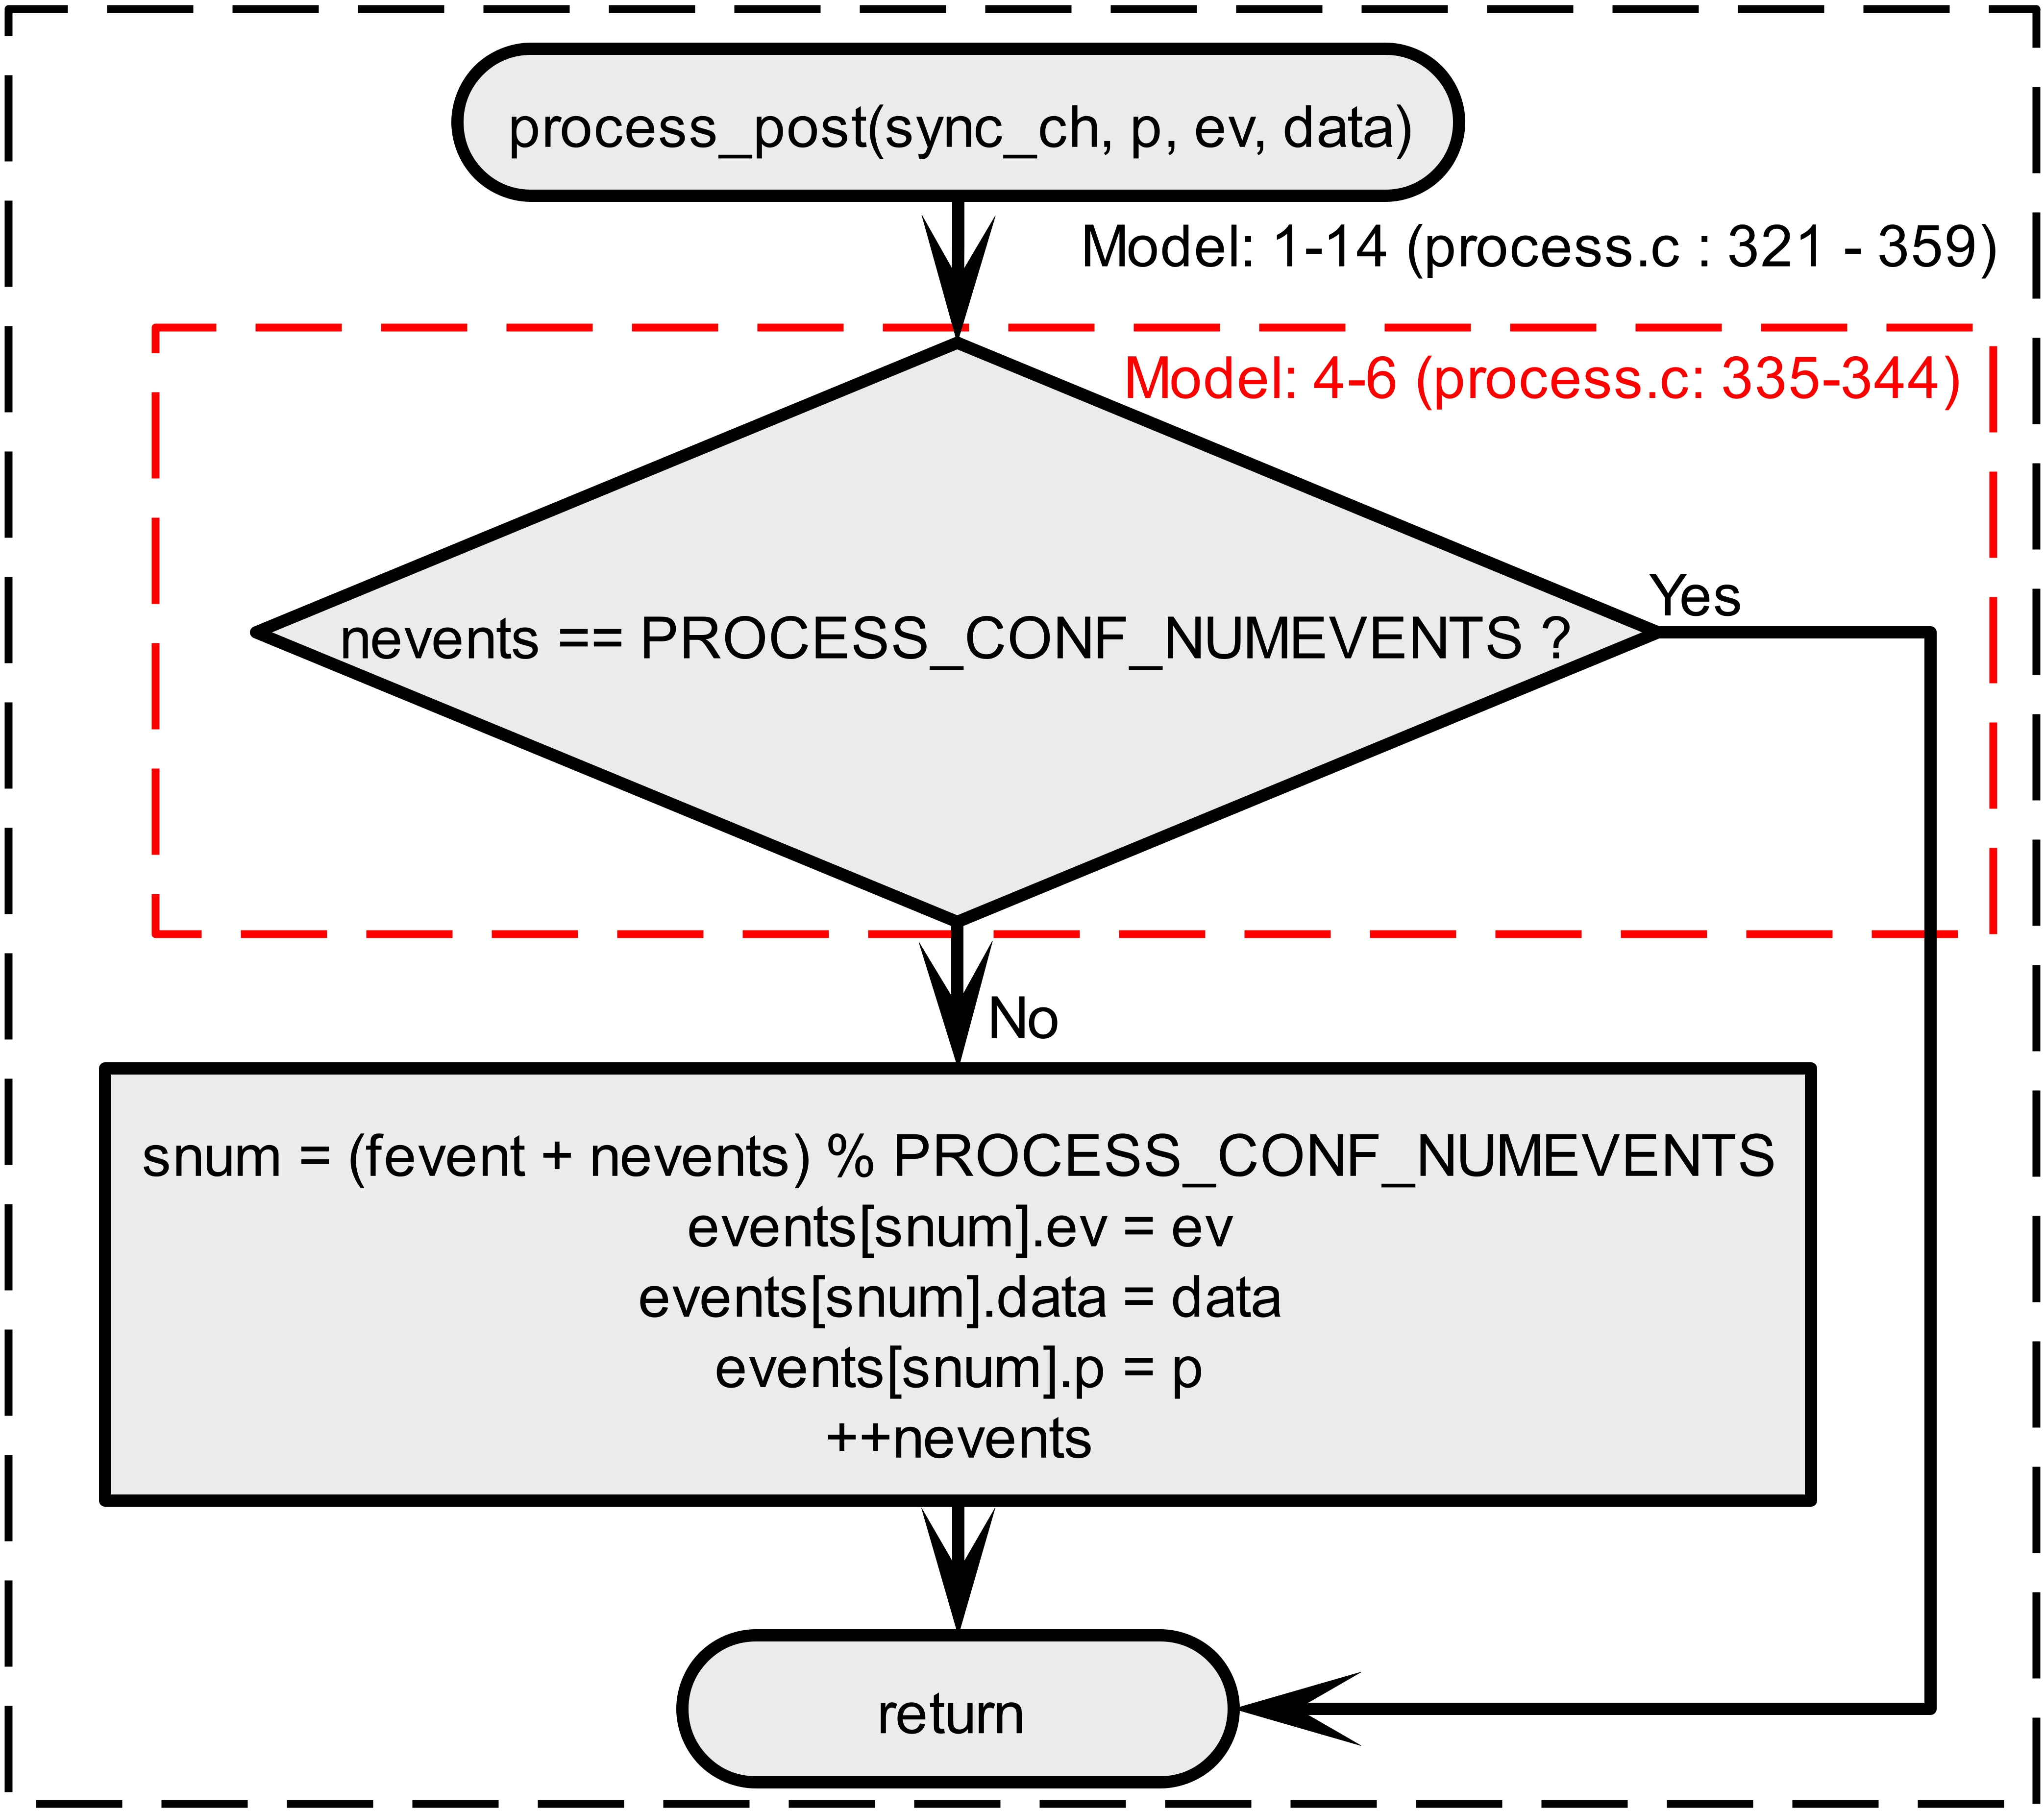 process_post(sync_ch, p, ev, data)
Model: 1-14 (process.c : 321 - 359)
Model: 4-6 (process.c: 335-344)
Yes
nevents == PROCESS_CONF_NUMEVENTS ?
No
snum = (fevent + nevents) % PROCESS_CONF_NUMEVENTS
events[snum].ev = ev
events[snum].data = data
events[snum].p = p
++nevents
return